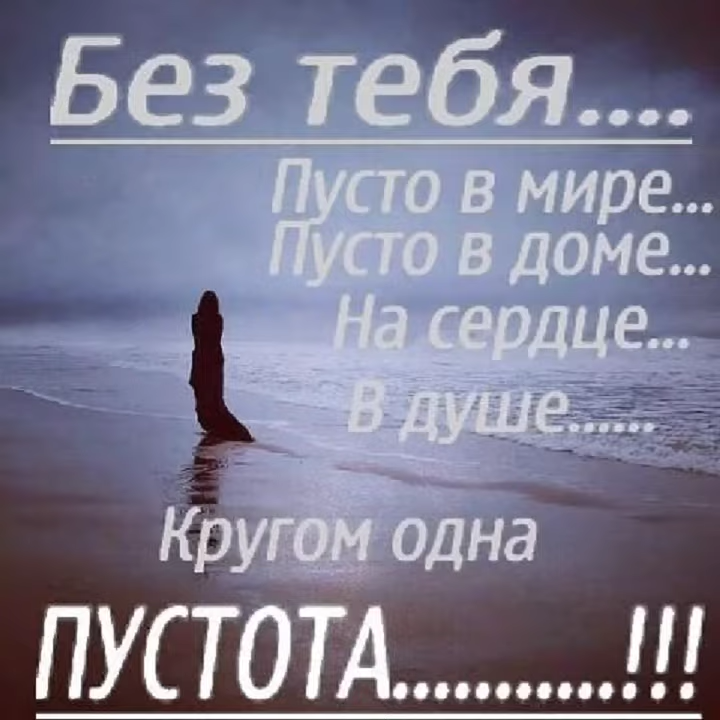 Без тебя....
Пусто в мире...
Пусто в доме...
На сердце...
В душе......
Кругом одна
ПУСТОТА...........!!!